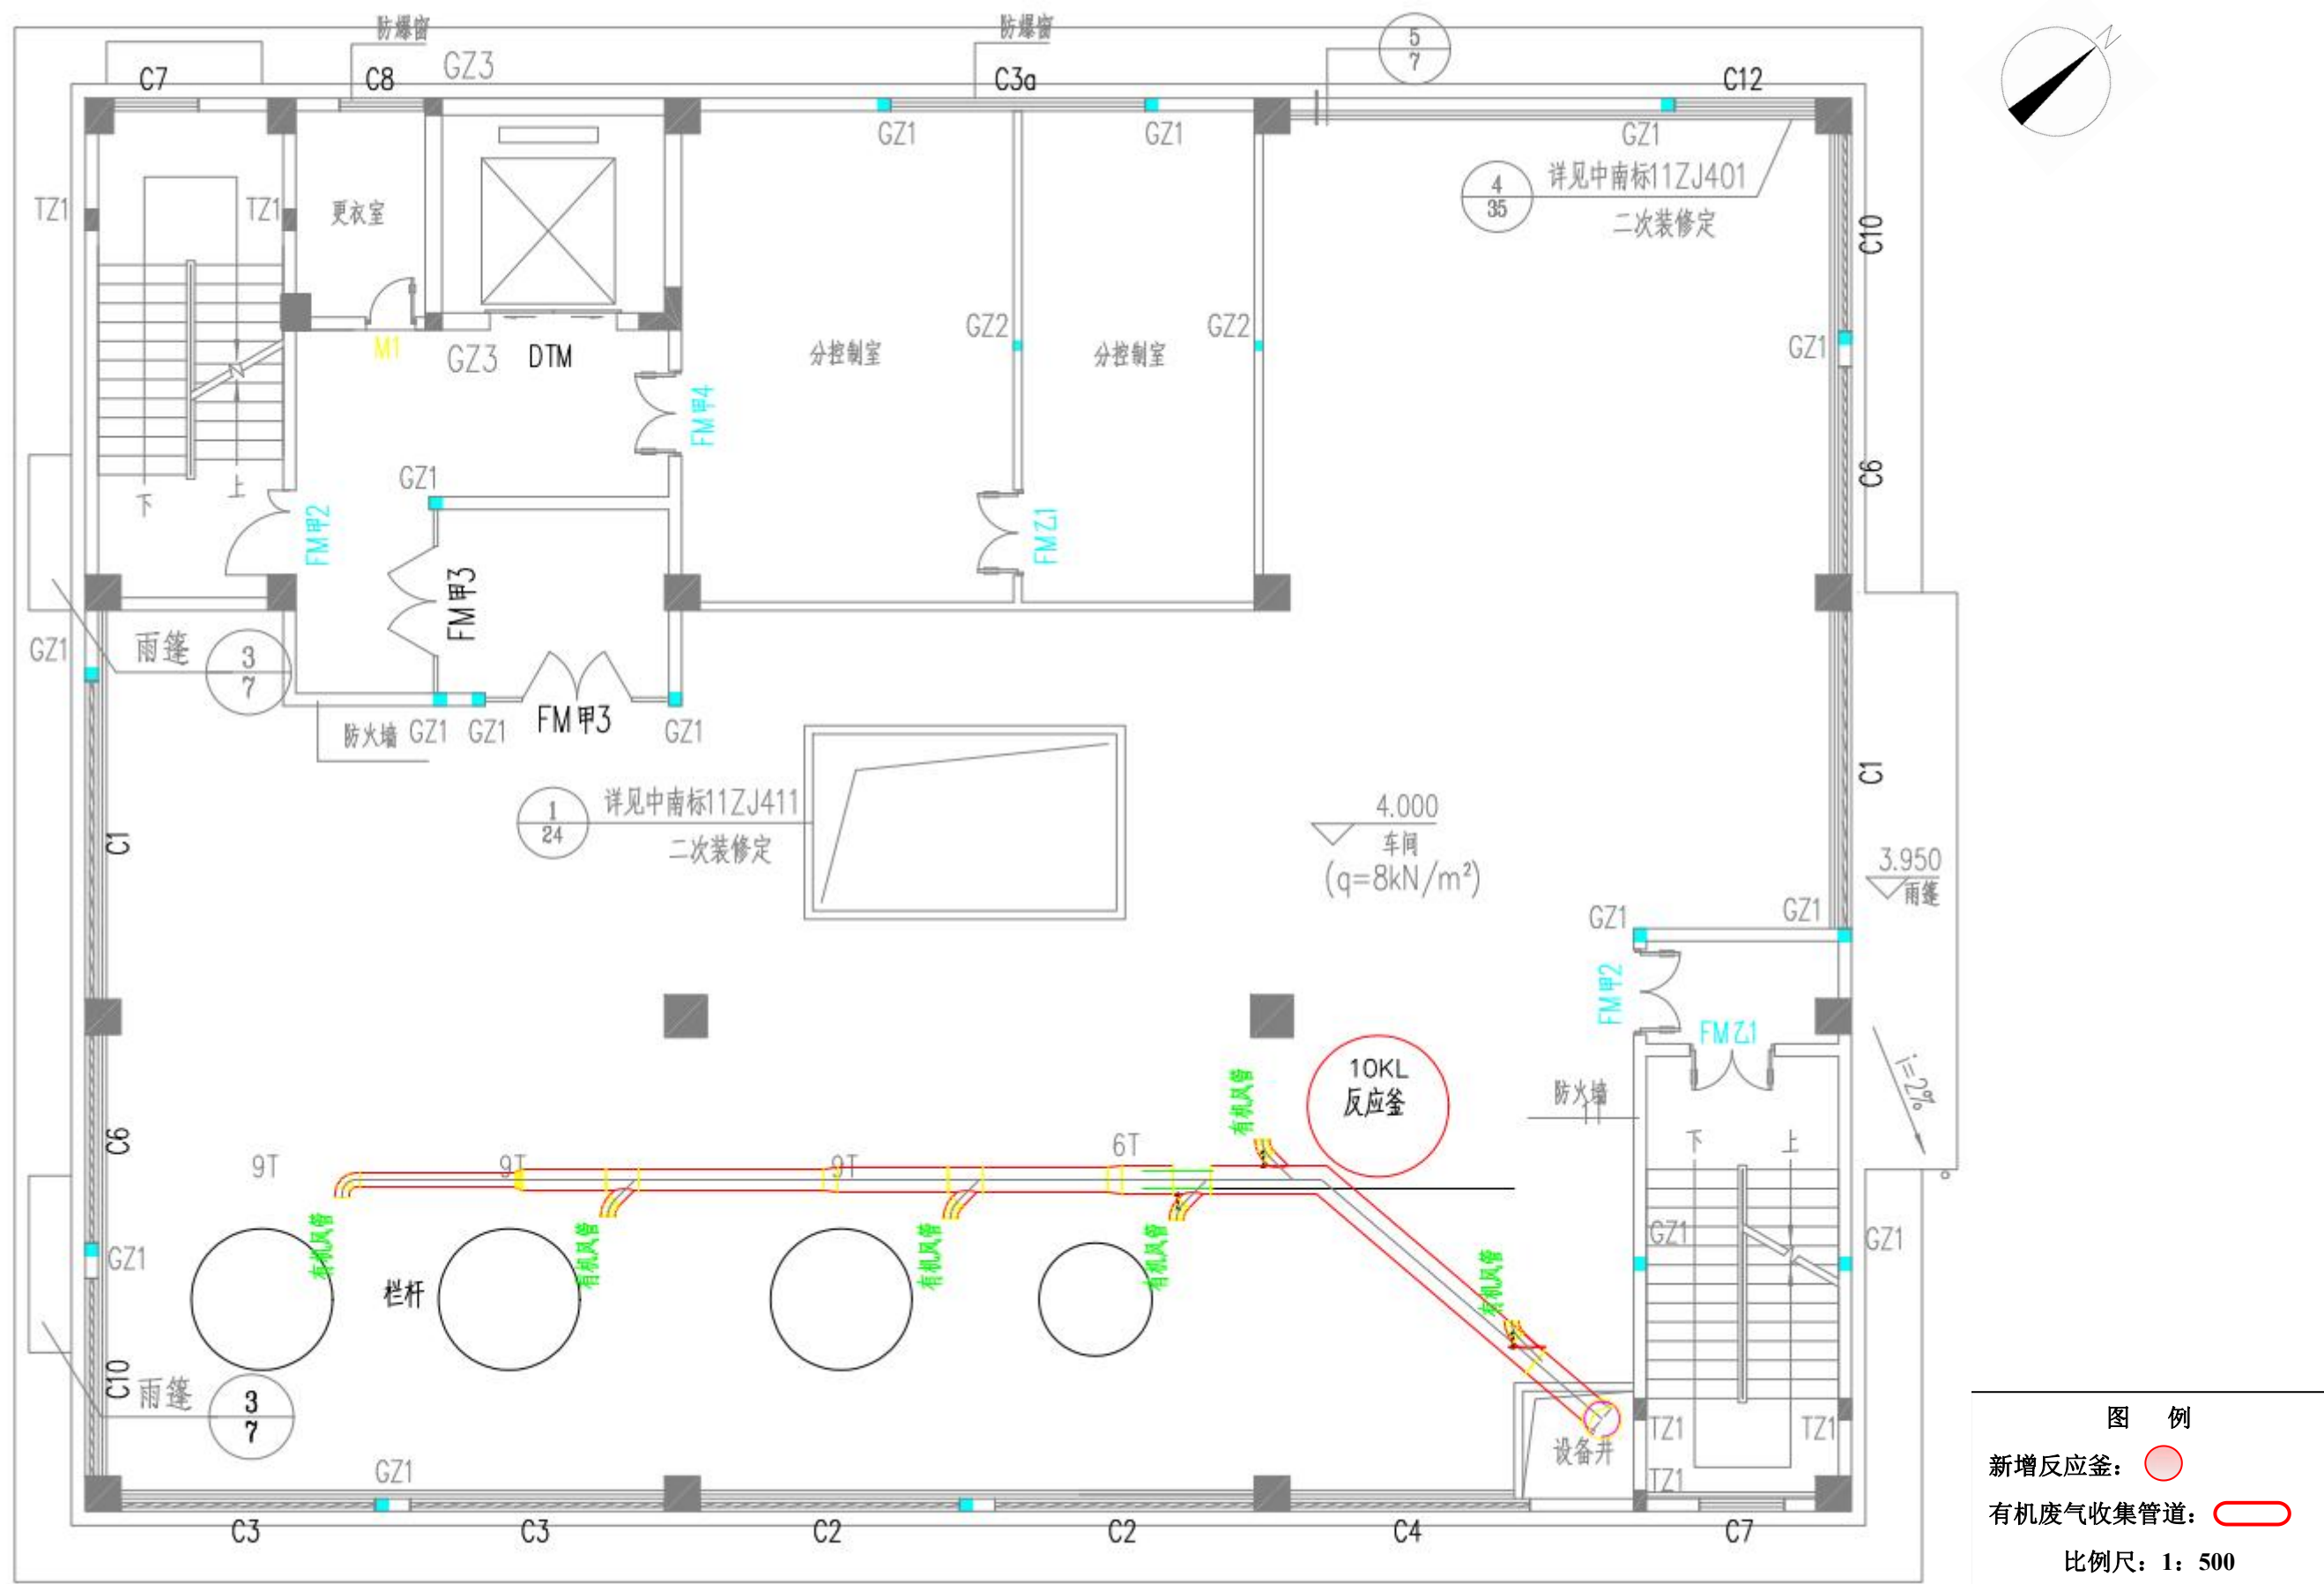 防爆窗
防爆窗
5
7
N
C7
C8
GZ3
C3a
C12
GZ1
GZ1
GZ1
4
35
详见中南标11ZJ401
二次装修定
TZ1
TZ1
更衣室
C10
GZ2
GZ2
GZ1
M1
GZ3
DTM
分控制室
分控制室
FM甲4
C6
GZ1
下
上
FM甲2
FM乙1
FM甲3
GZ1
雨篷
3
7
防火墙
GZ1
GZ1
FM甲3
GZ1
C1
1
24
详见中南标11ZJ411
二次装修定
4.000
车间
(q=8kN/m²)
C1
3.950
雨篷
GZ1
GZ1
FM甲2
FM乙1
10KL
反应釜
有机风管
防火墙
i=2%
C6
9T
9T
9T
6T
下
上
有机风管
有机风管
有机风管
有机风管
有机风管
GZ1
GZ1
GZ1
栏杆
C10
雨篷
3
7
设备井
TZ1
TZ1
TZ1
GZ1
C3
C3
C2
C2
C4
C7
图 例
新增反应釜：
有机废气收集管道：
比例尺：1：500